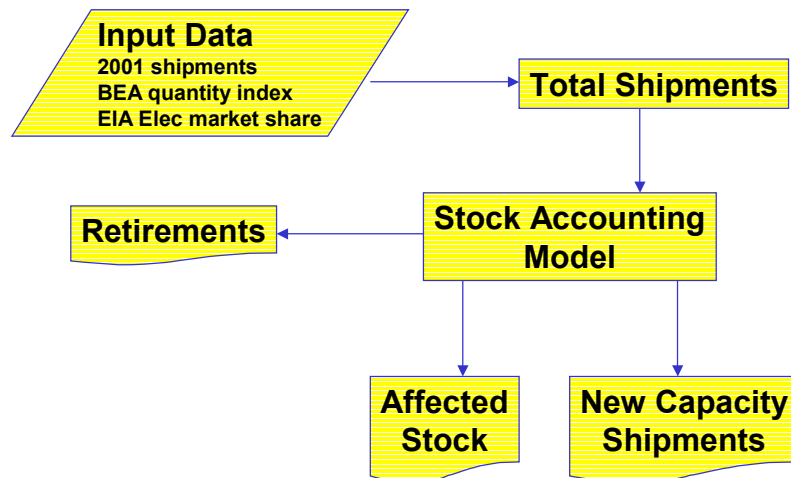 Input Data
2001 shipments
BEA quantity index
EIA Elec market share
Total Shipments
Stock Accounting
Model
Retirements
Affected
Stock
New Capacity
Shipments